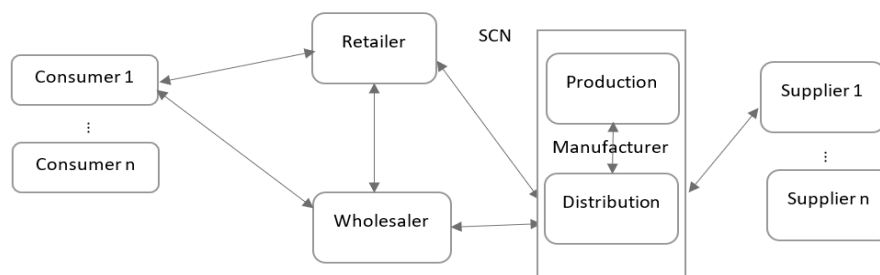 SCN
Retailer
Consumer 1
Production
Supplier 1
...
Manufacturer
...
Consumer n
Distribution
Supplier n
Wholesaler